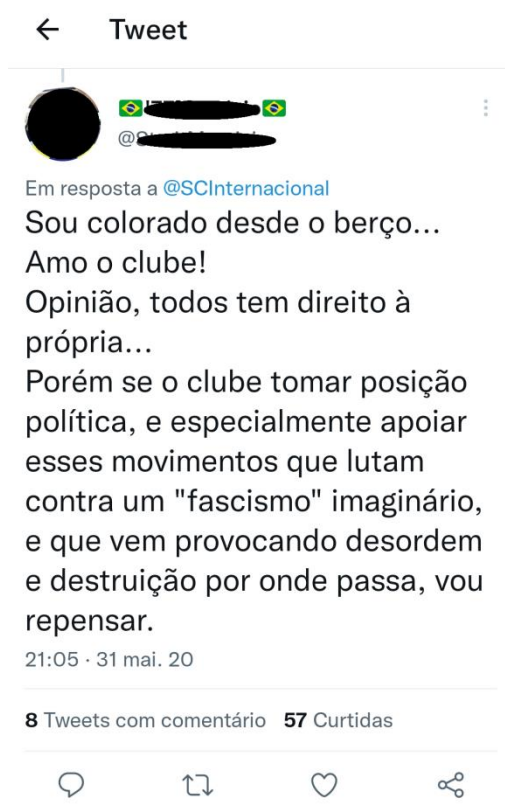 Tweet
Em resposta a @SCInternacional
Sou colorado desde o berço...
Amo o clube!
Opinião, todos tem direito à
própria...
Porém se o clube tomar posição
política, e especialmente apoiar
esses movimentos que lutam
contra um "fascismo" imaginário,
e que vem provocando desordem
e destruição por onde passa, vou
repensar.
21:05 · 31 mai. 20
8 Tweets com comentário 57 Curtidas